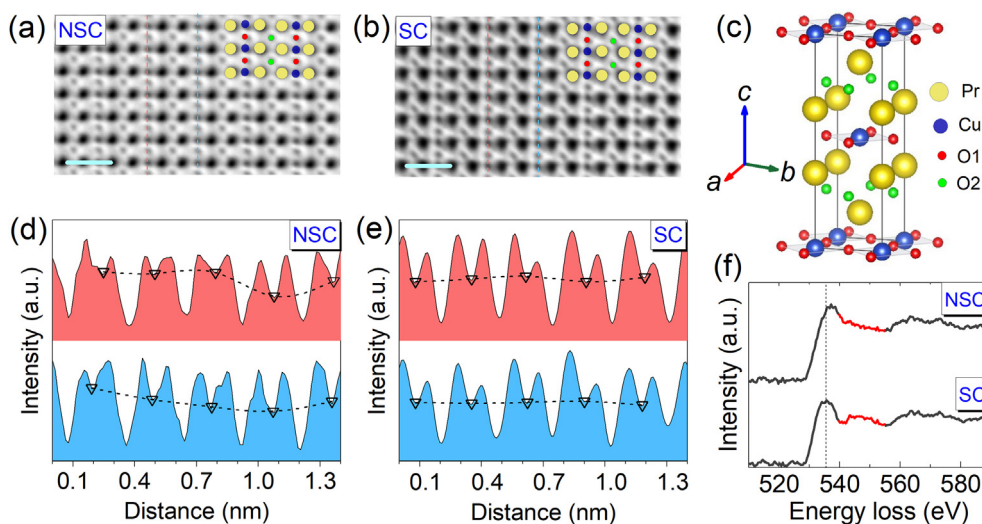 (a) NSC
(b) SC
(c)
c
a
b
Pr
Cu
O1
O2
(d) NSC
Intensity (a.u.)
0.1 0.4 0.7 1.0 1.3
Distance (nm)
(e) SC
Intensity (a.u.)
0.1 0.4 0.7 1.0 1.3
Distance (nm)
(f)
NSC
SC
Intensity (a.u.)
520 540 560 580
Energy loss (eV)